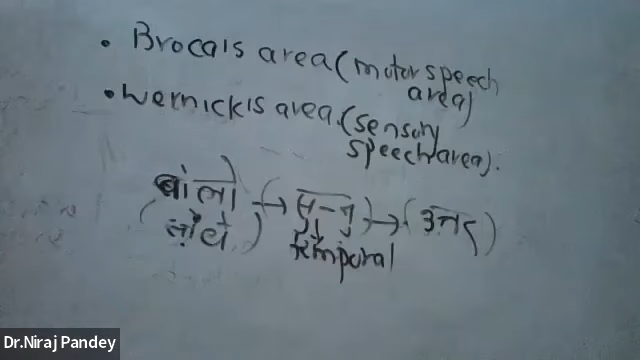 • Broca's area (motor speech
area)
• Wernick's area. (sensory
speech area).
बोलो → (सुनु) → (उत्तर)
temporal
Dr.Niraj Pandey